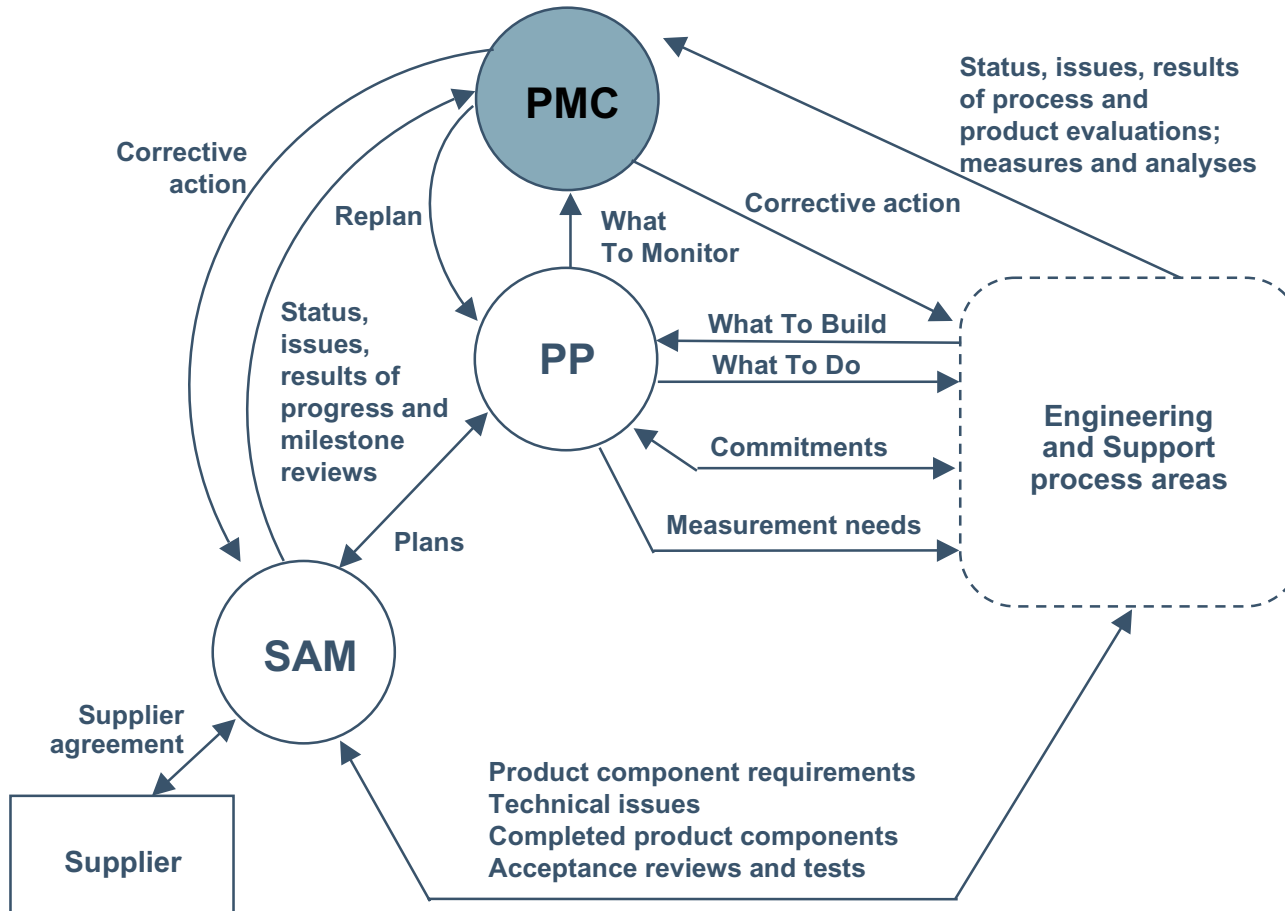 PMC
Status, issues, results
of process and
product evaluations;
measures and analyses
Corrective
action
Replan
What
To Monitor
Corrective action
Status,
issues,
results of
progress and
milestone
reviews
PP
What To Build
What To Do
Commitments
Measurement needs
Engineering
and Support
process areas
Plans
SAM
Supplier
agreement
Supplier
Product component requirements
Technical issues
Completed product components
Acceptance reviews and tests